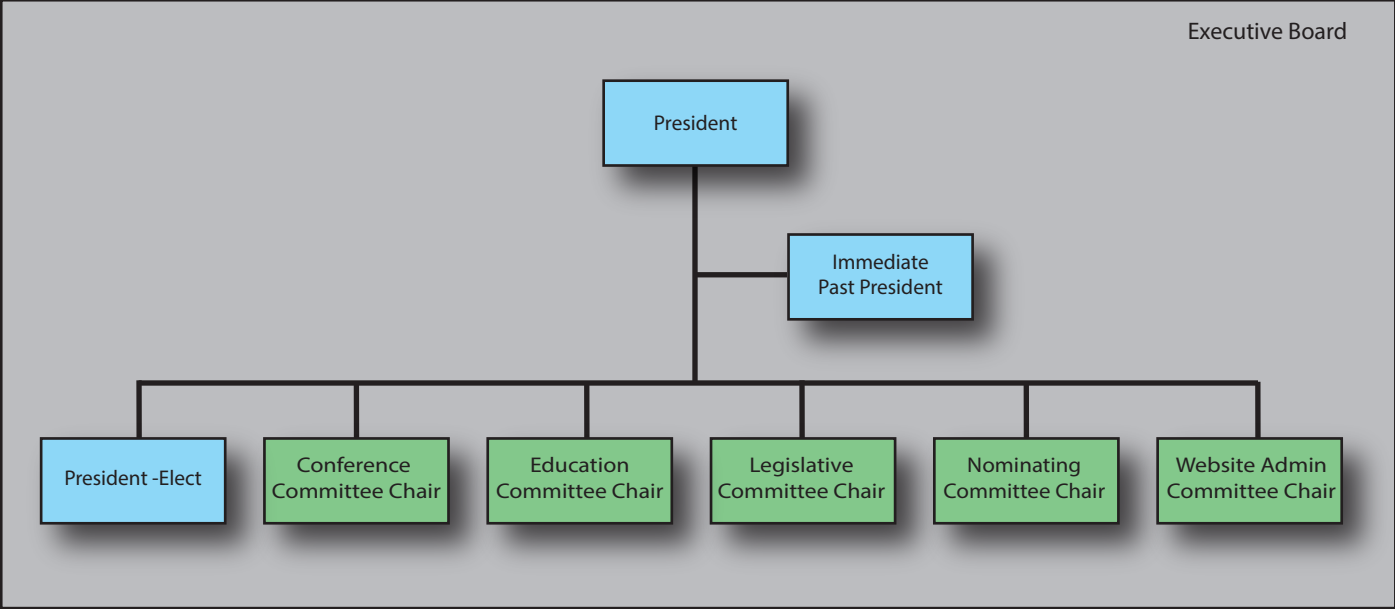 Executive Board
President
Immediate
Past President
President -Elect
Conference
Committee Chair
Education
Committee Chair
Legislative
Committee Chair
Nominating
Committee Chair
Website Admin
Committee Chair